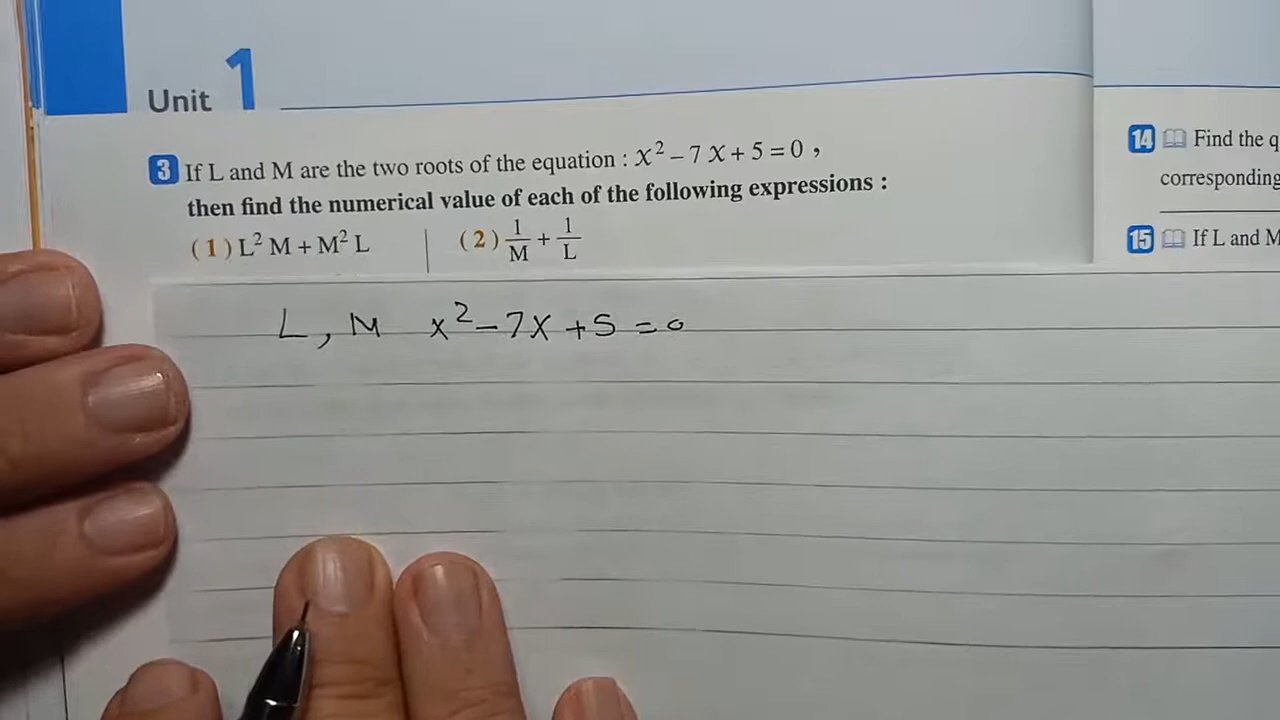 Unit 1
3 If L and M are the two roots of the equation : x² – 7 x + 5 = 0 ,
then find the numerical value of each of the following expressions :
( 1 ) L² M + M² L | ( 2 ) 1/M + 1/L
L , M x² – 7x + 5 = 0
14 Find the q
corresponding
15 If L and M